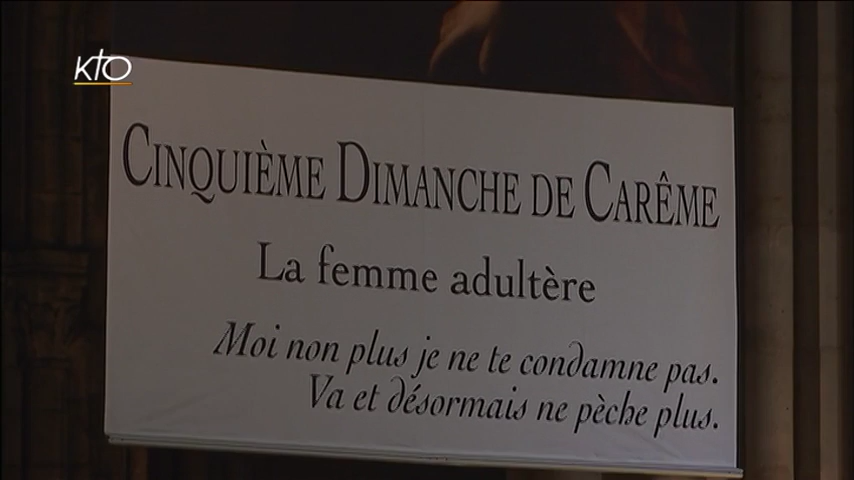 KTO
CINQUIÈME DIMANCHE DE CARÊME
La femme adultère
Moi non plus je ne te condamne pas.
Va et désormais ne pèche plus.